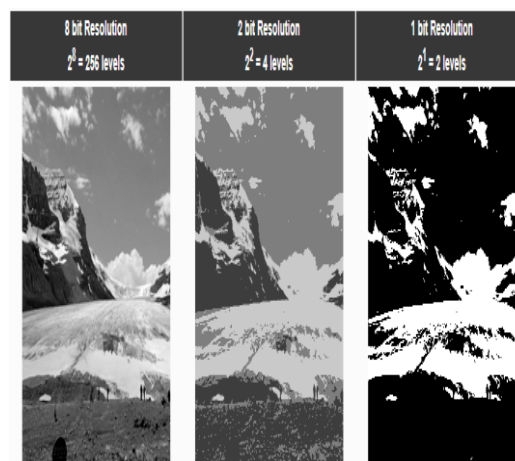 8 bit Resolution
2⁸ = 256 levels
2 bit Resolution
2² = 4 levels
1 bit Resolution
2¹ = 2 levels